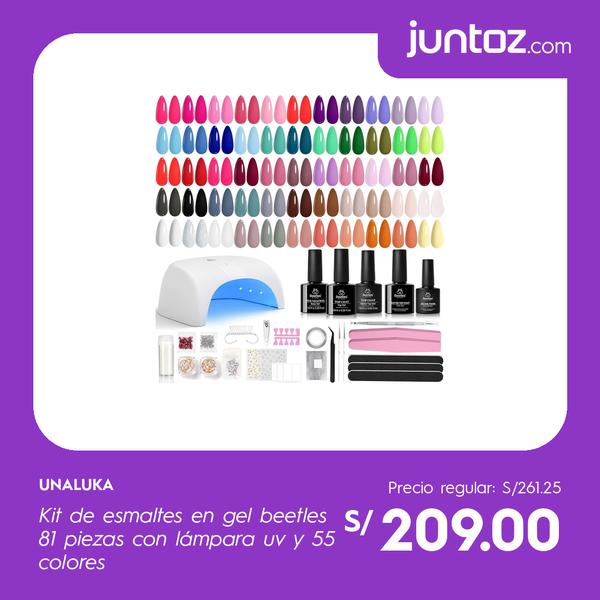 juntoz.com
UNALUKA
Kit de esmaltes en gel beetles
81 piezas con lámpara uv y 55
colores
Precio regular: S/261.25
S/ 209.00